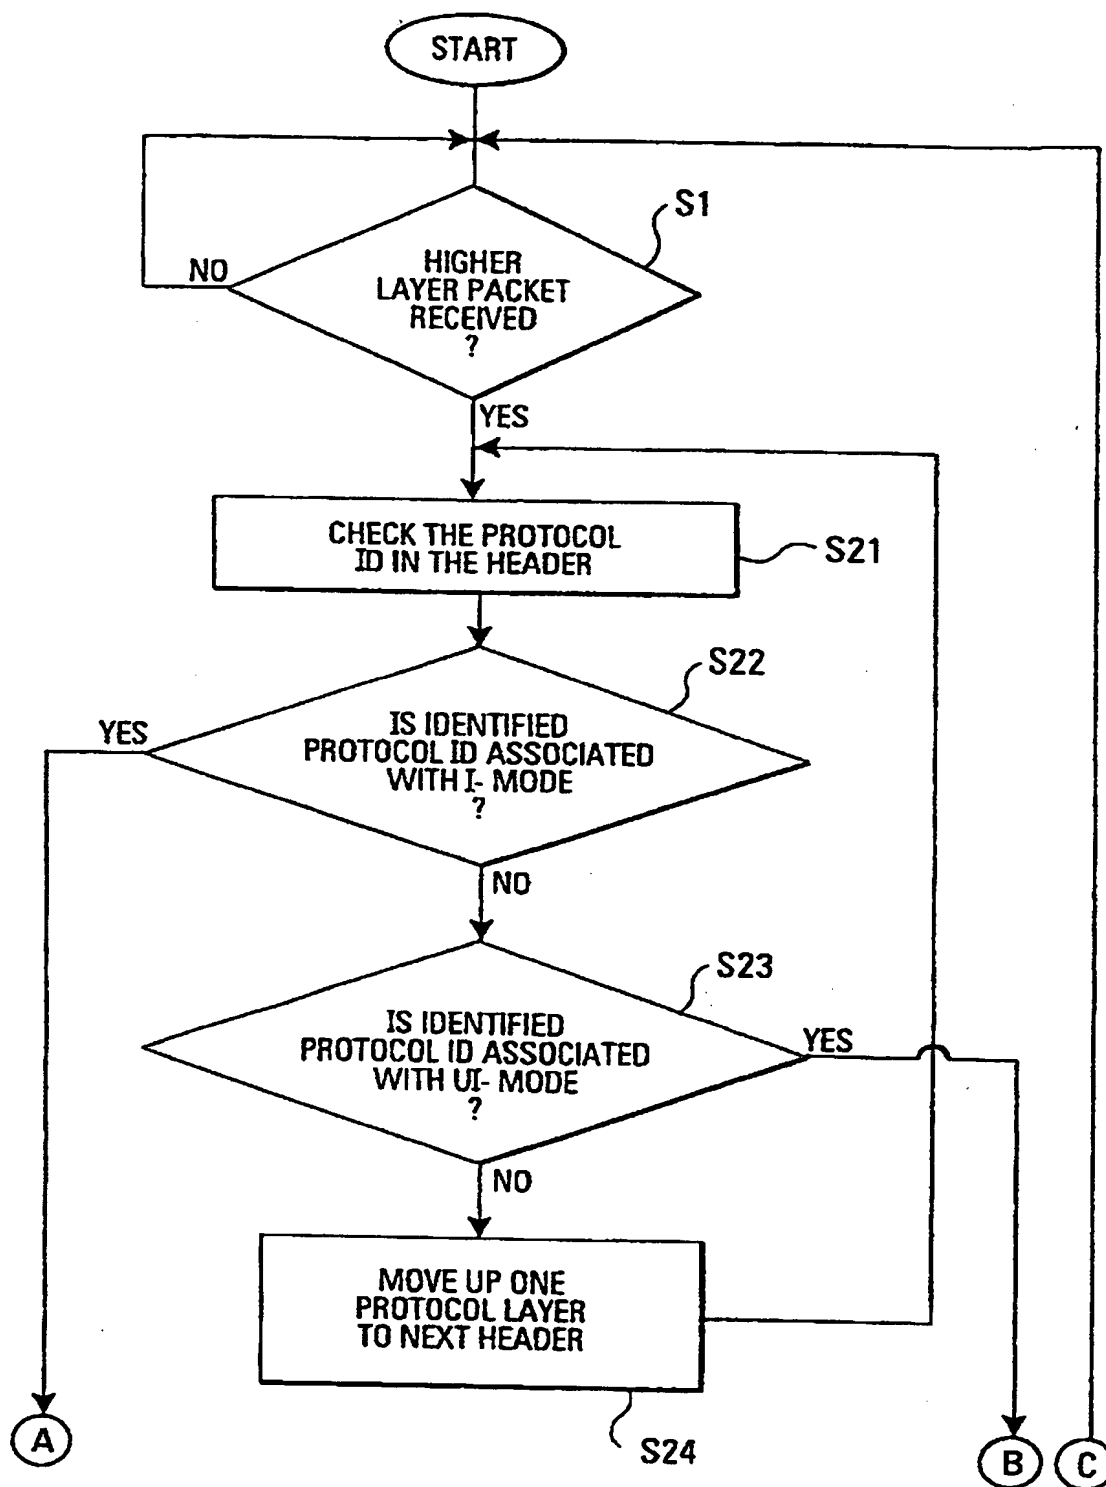 START
S1
HIGHER
LAYER PACKET
RECEIVED
?
NO
YES
CHECK THE PROTOCOL
ID IN THE HEADER
S21
S22
YES
IS IDENTIFIED
PROTOCOL ID ASSOCIATED
WITH I- MODE
?
NO
S23
IS IDENTIFIED
PROTOCOL ID ASSOCIATED
WITH UI- MODE
?
YES
NO
MOVE UP ONE
PROTOCOL LAYER
TO NEXT HEADER
S24
A
B
C